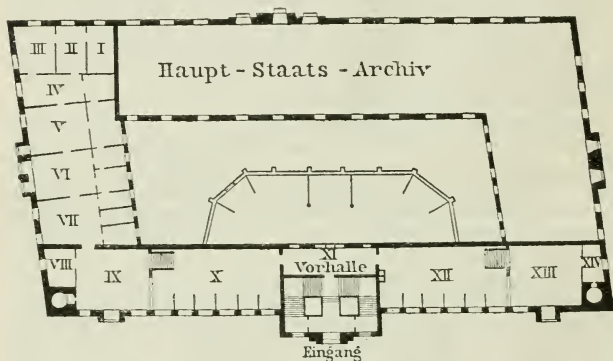 III II I
Haupt-Staats-Archiv
IV
V
VI
VII
VIII IX X XI XII XIII XIV
Vorhalle
Eingang